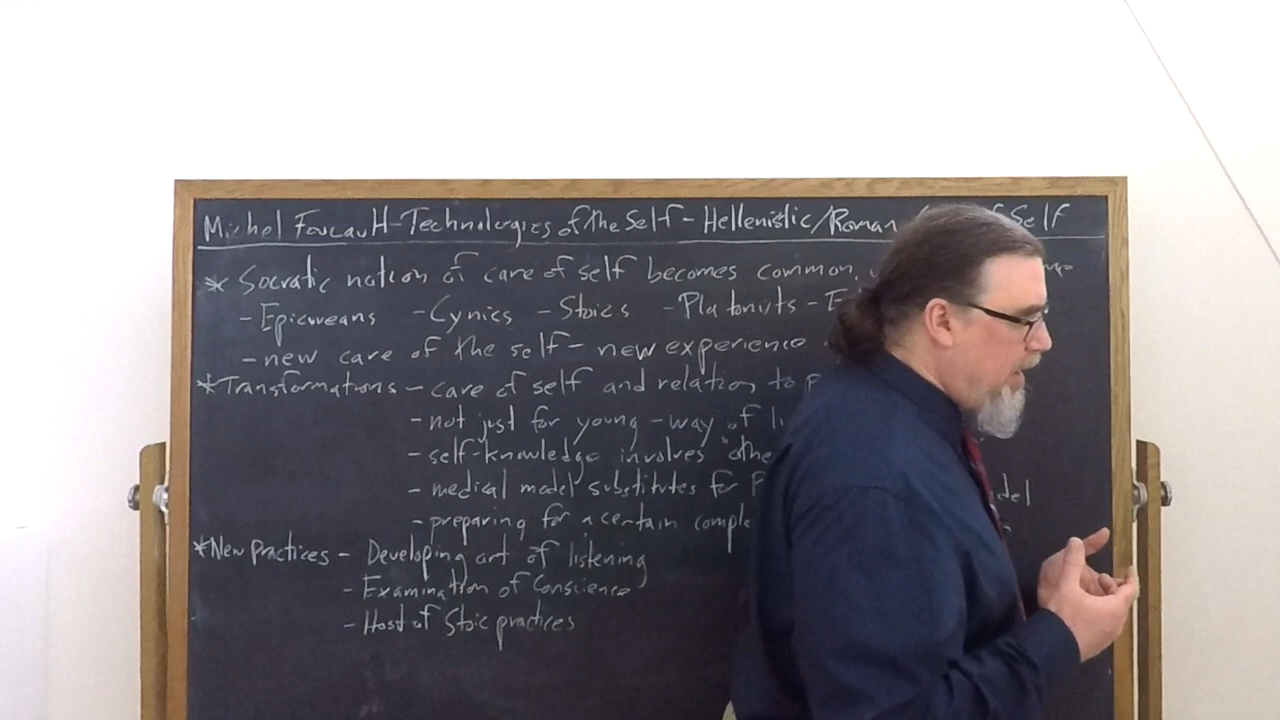 Michel Foucault - Technologies of the Self - Hellenistic/Roman Self
* Socratic notion of care of self becomes common,
- Epicureans - Cynics - Stoics - Platonists -
- new care of the self - new experience
* Transformations - care of self and relation to
- not just for young - way of
- self-knowledge involves
- medical model substitutes for
- preparing for a certain
* New practices - Developing art of listening
- Examination of Conscience
- Host of Stoic practices